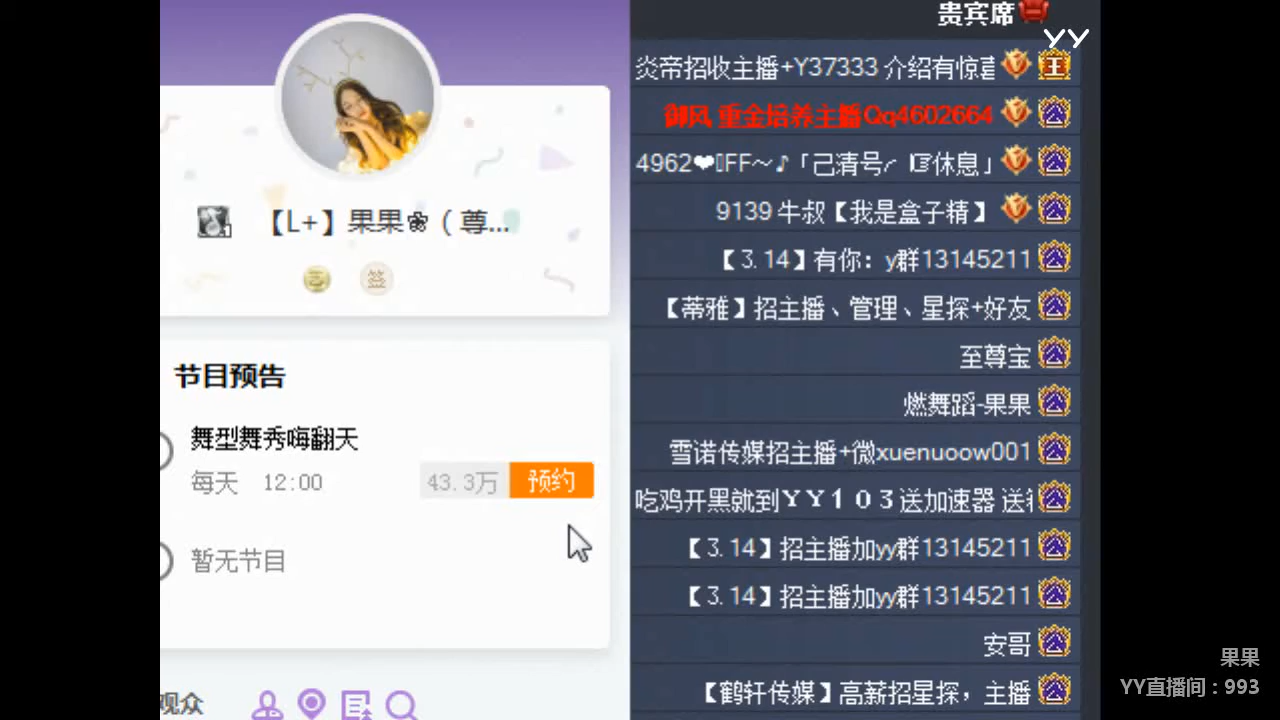 贵宾席
YY
炎帝招收主播+Y37333 介绍有惊喜
御风 重金培养主播Qq4602664
4962❤FF～♪「己清号╭ ☞休息」
9139 牛叔【我是盒子精】
【3.14】有你：y群13145211
【蒂雅】招主播、管理、星探+好友
至尊宝
燃舞蹈-果果
雪诺传媒招主播+微xuenuoow001
吃鸡开黑就到YY103送加速器 送
【3.14】招主播加yy群13145211
【3.14】招主播加yy群13145211
安哥
【鹤轩传媒】高薪招星探，主播
王
【L+】果果❀（尊...
签
节目预告
舞型舞秀嗨翻天
每天 12:00
43.3万 预约
暂无节目
观众
果果
YY直播间：993